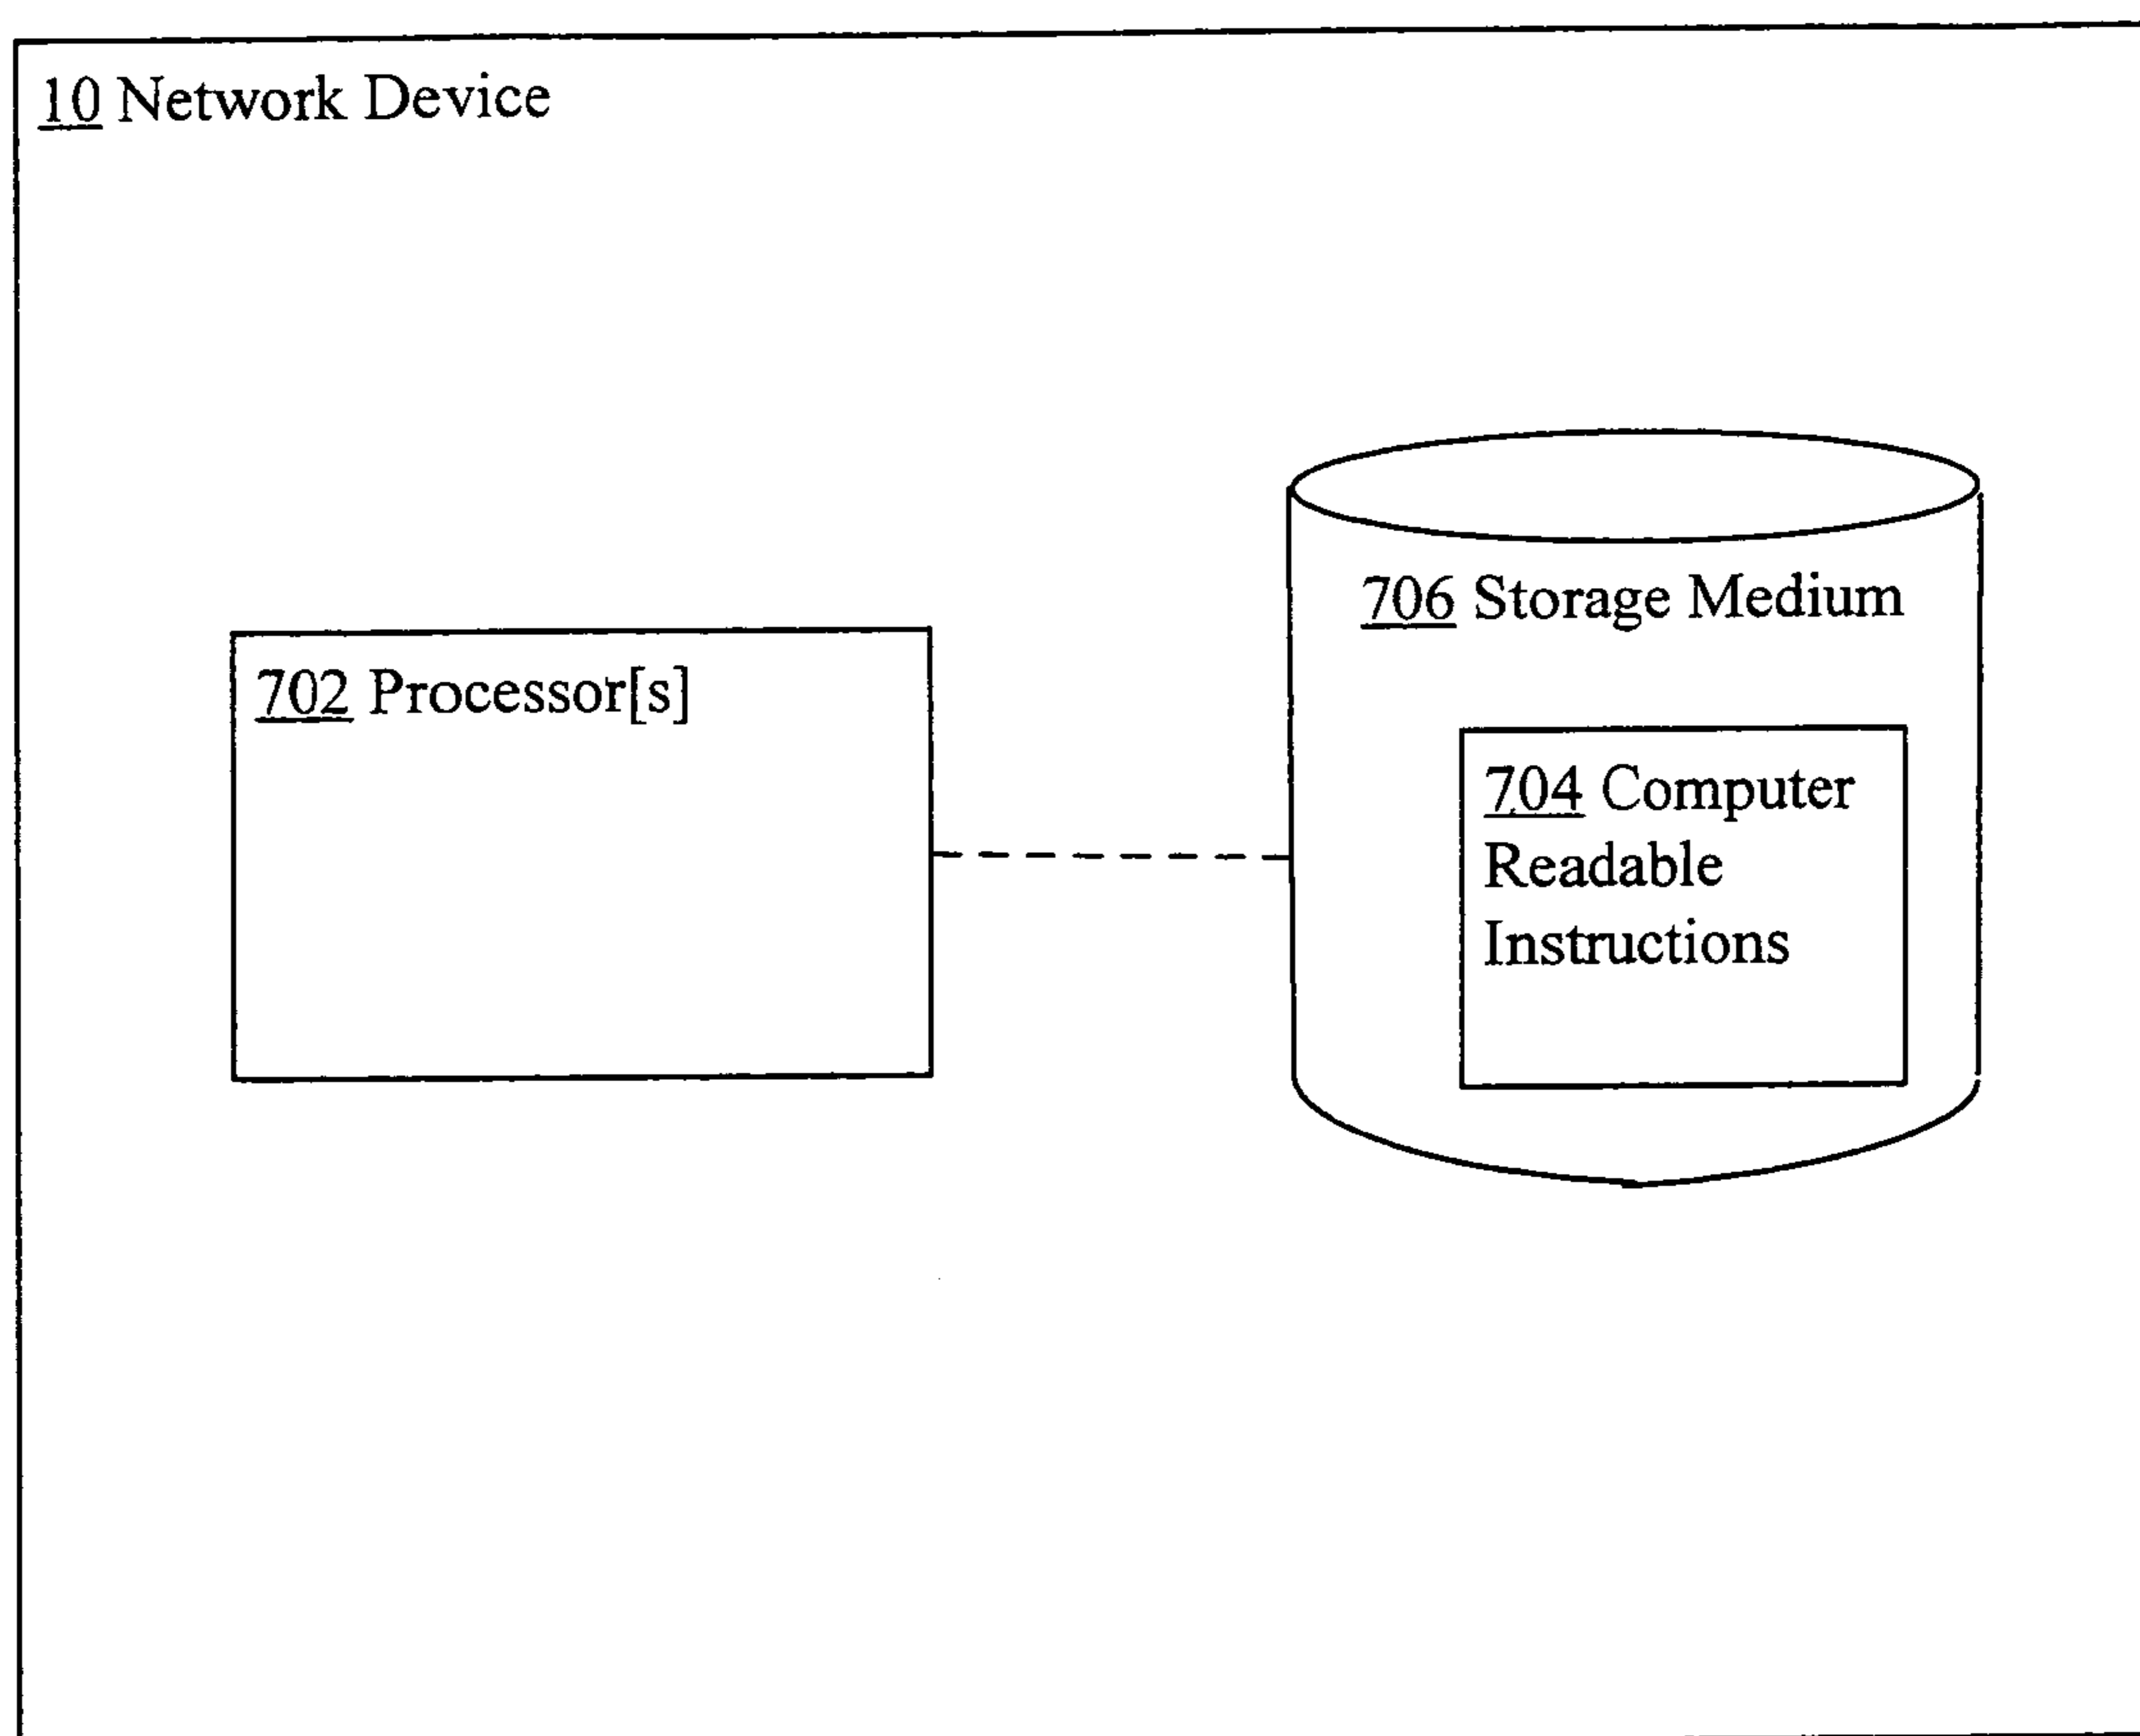 10 Network Device
706 Storage Medium
702 Processor[s]
704 Computer
Readable
Instructions